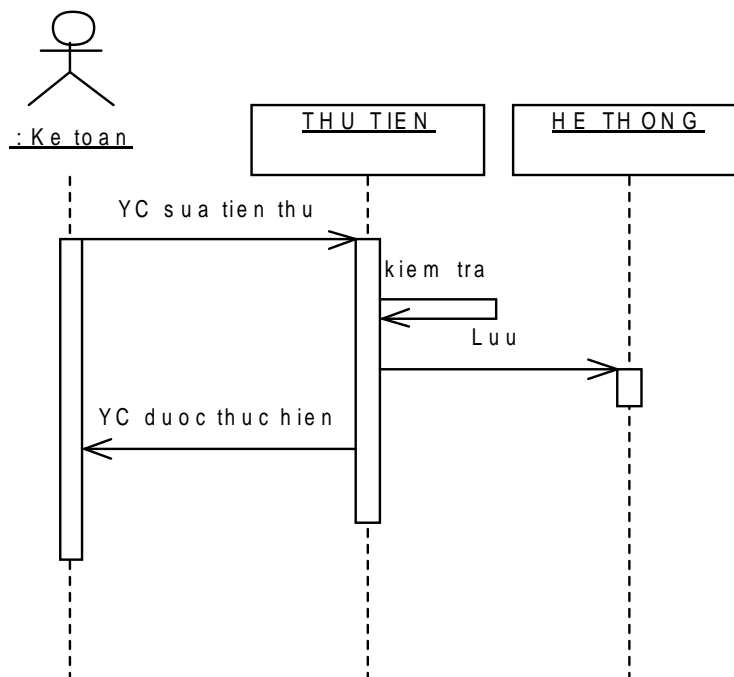 : Ke toan
THU TIEN
HE THONG
YC sua tien thu
kiem tra
Luu
YC duoc thuc hien